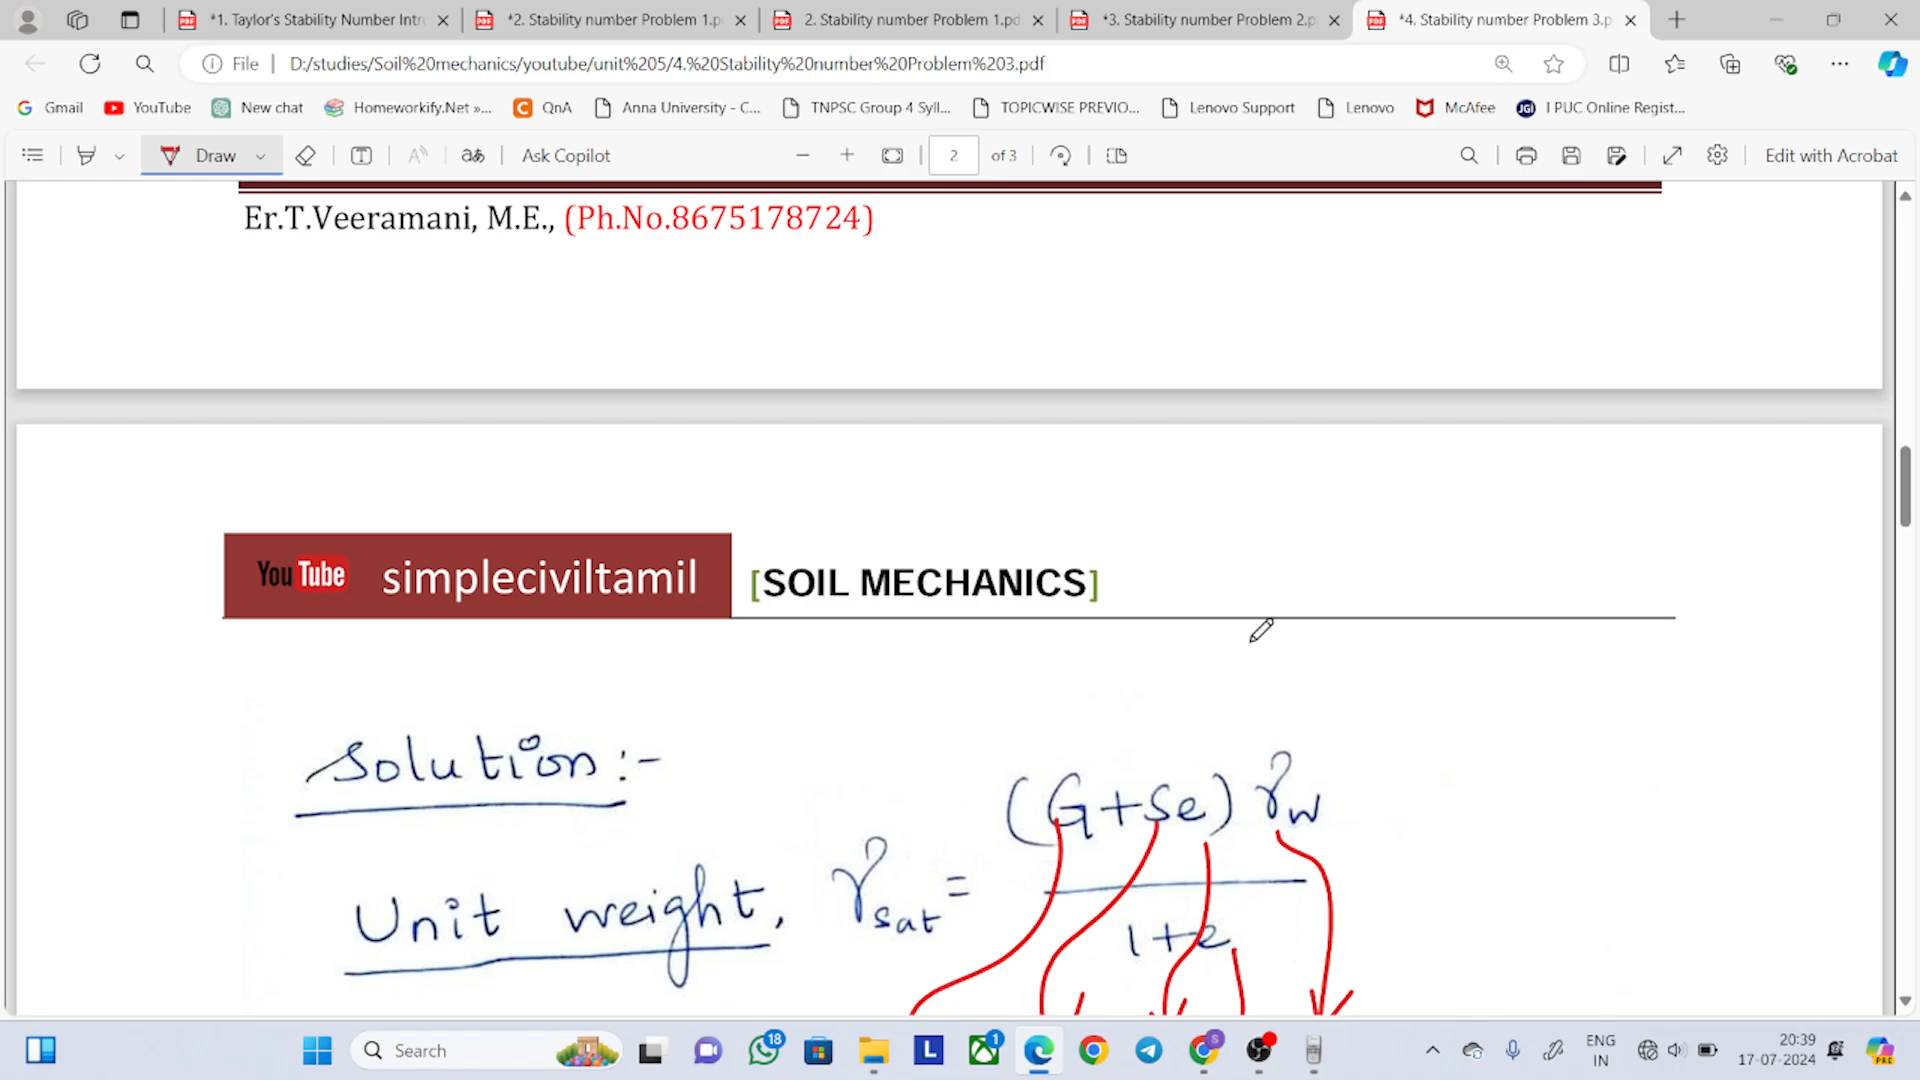 *1. Taylor's Stability Number Intr
*2. Stability number Problem 1.p
2. Stability number Problem 1.pd
*3. Stability number Problem 2.p
*4. Stability number Problem 3.p
File
D:/studies/Soil%20mechanics/youtube/unit%205/4.%20Stability%20number%20Problem%203.pdf
Gmail
YouTube
New chat
Homeworkify.Net »...
QnA
Anna University - C...
TNPSC Group 4 Syll...
TOPICWISE PREVIO...
Lenovo Support
Lenovo
McAfee
I PUC Online Regist...
Draw
Ask Copilot
2 of 3
Edit with Acrobat
Er.T.Veeramani, M.E., (Ph.No.8675178724)
YouTube simpleciviltamil [SOIL MECHANICS]
Solution:-
Unit weight, γsat = (G+Se) γw
1+e
Search
18
1
ENG
IN
20:39
17-07-2024